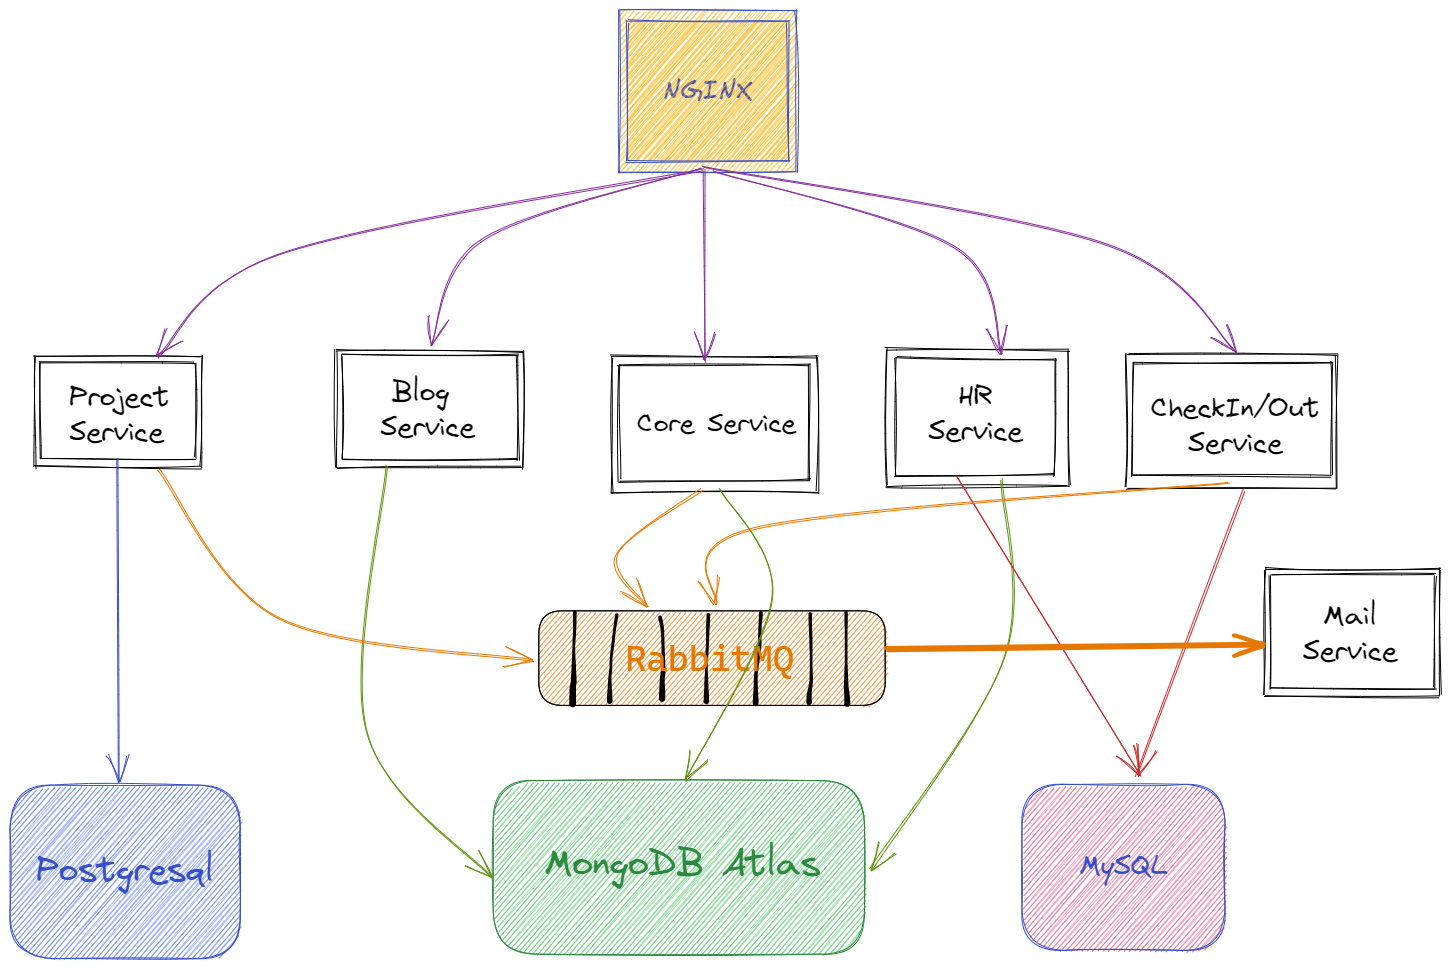 NGINX
Project
Service
Blog
Service
Core Service
HR
Service
CheckIn/Out
Service
Mail
Service
RabbitMQ
Postgresql
MongoDB Atlas
MySQL